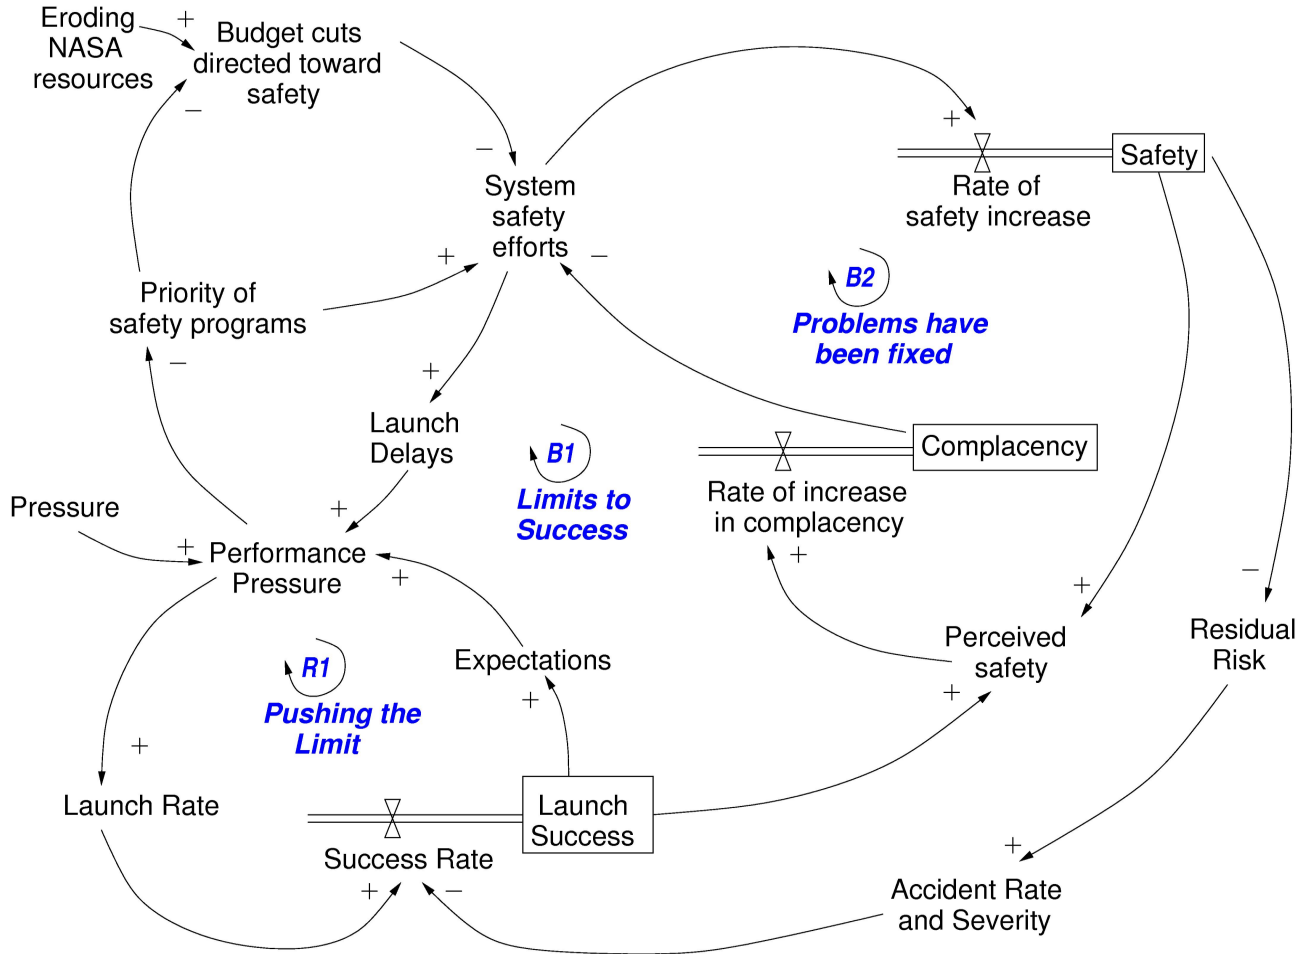 Eroding
NASA
resources
+
Budget cuts
directed toward
safety
−
−
System
safety
efforts
+
Safety
Rate of
safety increase
+
−
B2
Problems have
been fixed
Priority of
safety programs
−
+
Launch
Delays
B1
Limits to
Success
Complacency
Rate of increase
in complacency
+
Pressure
+
+
Performance
Pressure
+
−
+
Perceived
safety
+
Residual
Risk
R1
Pushing the
Limit
Expectations
+
+
Launch Rate
Launch
Success
Success Rate
+
−
+
Accident Rate
and Severity